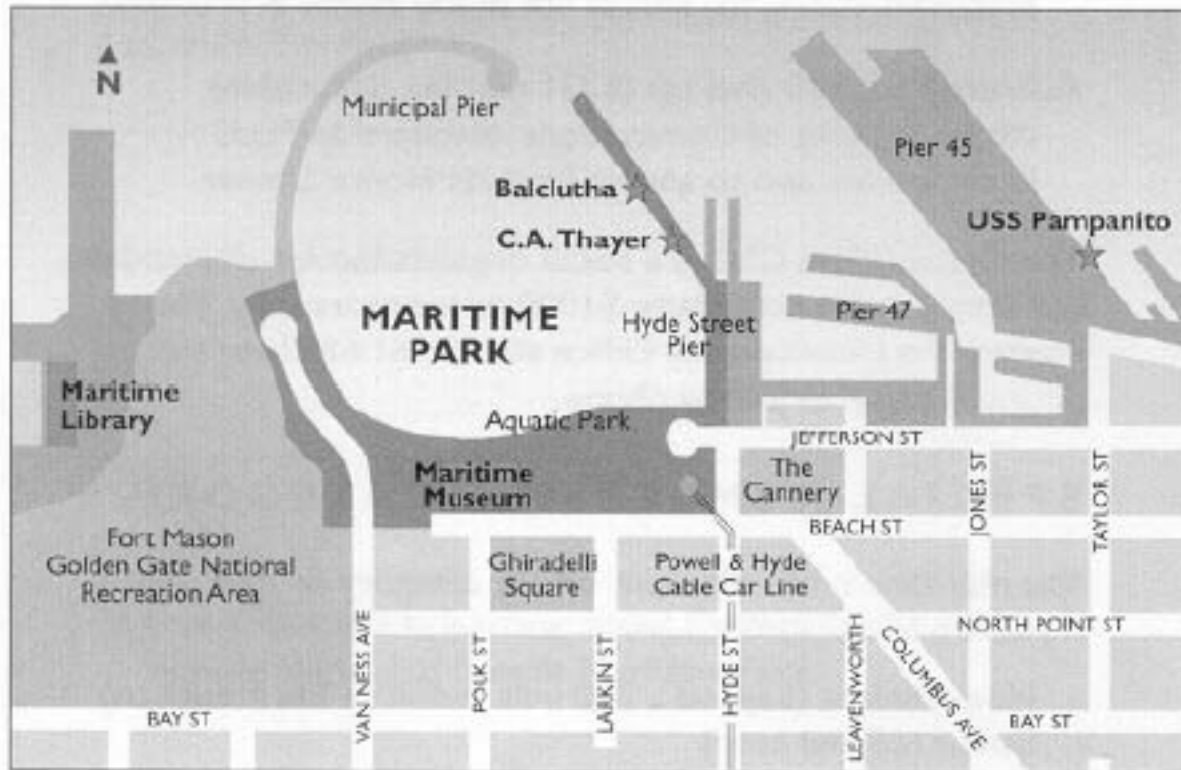 N
Municipal Pier
Pier 45
Balclutha
USS Pampanito
C.A. Thayer
MARITIME
PARK
Hyde Street
Pier
Pier 47
Maritime
Library
Aquatic Park
JEFFERSON ST
Maritime
Museum
The
Cannery
JONES ST
TAYLOR ST
BEACH ST
Fort Mason
Golden Gate National
Recreation Area
Ghiradelli
Square
Powell & Hyde
Cable Car Line
NORTH POINT ST
VAN NESS AVE
POLK ST
LARKIN ST
HYDE ST
LEAVENWORTH
COLUMBUS AVE
BAY ST
BAY ST